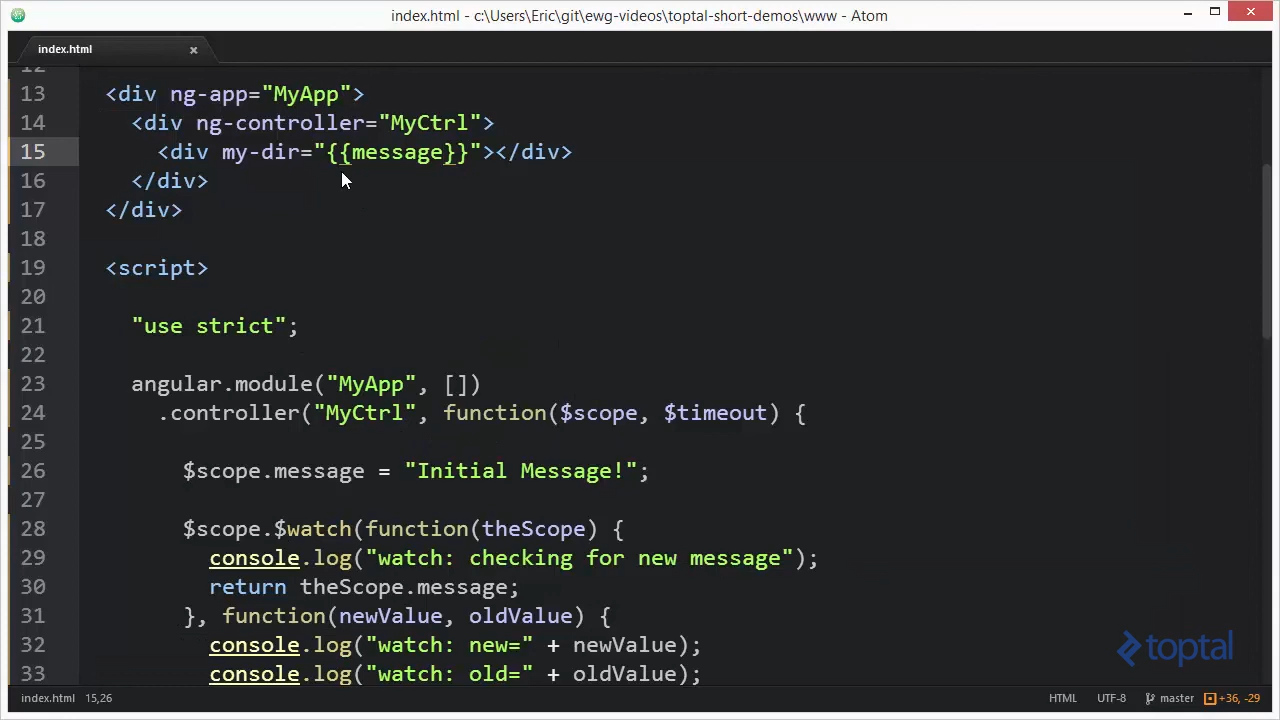 index.html - c:\Users\Eric\git\ewg-videos\toptal-short-demos\www - Atom
index.html
12
13 <div ng-app="MyApp">
14 <div ng-controller="MyCtrl">
15 <div my-dir="{{message}}"></div>
16 </div>
17 </div>
18
19 <script>
20
21 "use strict";
22
23 angular.module("MyApp", [])
24 .controller("MyCtrl", function($scope, $timeout) {
25
26 $scope.message = "Initial Message!";
27
28 $scope.$watch(function(theScope) {
29 console.log("watch: checking for new message");
30 return theScope.message;
31 }, function(newValue, oldValue) {
32 console.log("watch: new=" + newValue);
33 console.log("watch: old=" + oldValue);
toptal
index.html 15,26 HTML UTF-8 master +36, -29